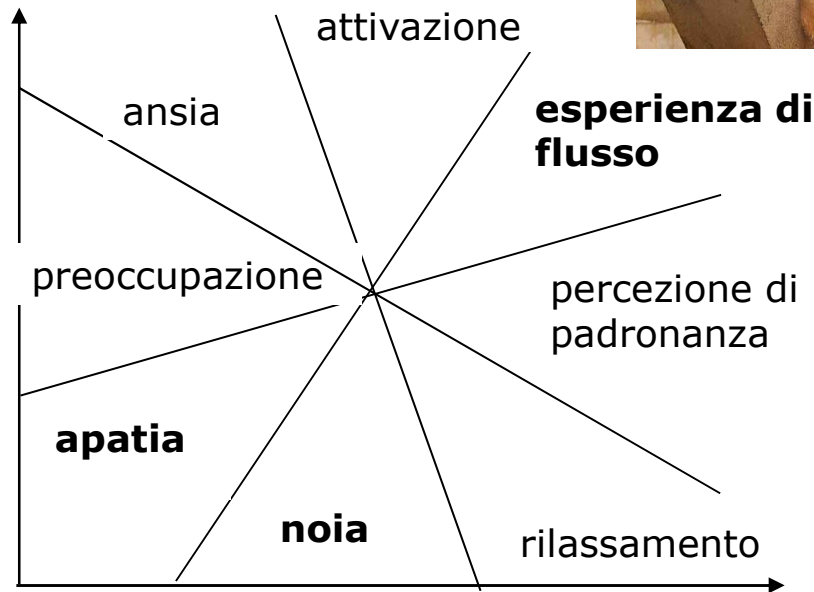 attivazione
ansia
esperienza di
flusso
preoccupazione
percezione di
padronanza
apatia
noia
rilassamento